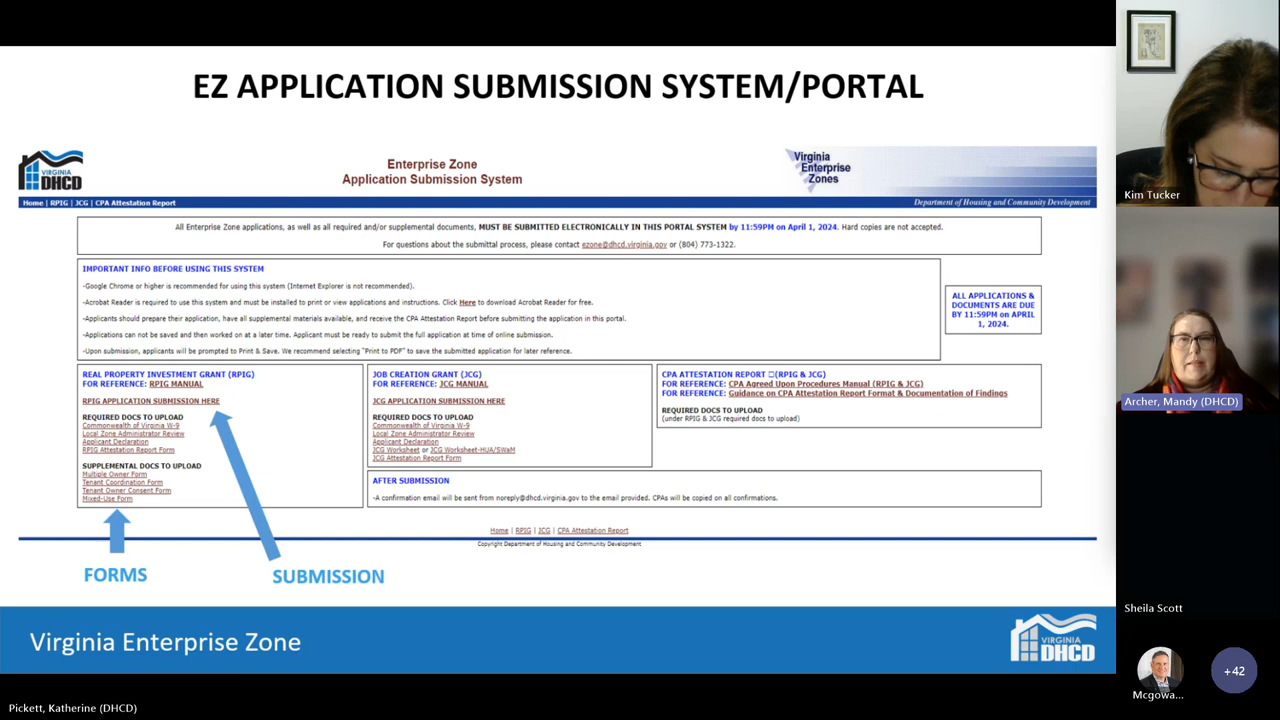 EZ APPLICATION SUBMISSION SYSTEM/PORTAL
VIRGINIA
DHCD
Enterprise Zone
Application Submission System
Virginia
Enterprise
Zones
Home | RPIG | JCG | CPA Attestation Report
Department of Housing and Community Development
All Enterprise Zone applications, as well as all required and/or supplemental documents, MUST BE SUBMITTED ELECTRONICALLY IN THIS PORTAL SYSTEM by 11:59PM on April 1, 2024. Hard copies are not accepted.
For questions about the submittal process, please contact ezone@dhcd.virginia.gov or (804) 773-1322.
IMPORTANT INFO BEFORE USING THIS SYSTEM
-Google Chrome or higher is recommended for using this system (Internet Explorer is not recommended).
-Acrobat Reader is required to use this system and must be installed to print or view applications and instructions. Click Here to download Acrobat Reader for free.
-Applicants should prepare their application, have all supplemental materials available, and receive the CPA Attestation Report before submitting the application in this portal.
-Applications can not be saved and then worked on at a later time. Applicant must be ready to submit the full application at time of online submission.
-Upon submission, applicants will be prompted to Print & Save. We recommend selecting "Print to PDF" to save the submitted application for later reference.
ALL APPLICATIONS &
DOCUMENTS ARE DUE
BY 11:59PM ON APRIL
1, 2024.
REAL PROPERTY INVESTMENT GRANT (RPIG)
FOR REFERENCE: RPIG MANUAL
RPIG APPLICATION SUBMISSION HERE
REQUIRED DOCS TO UPLOAD
Commonwealth of Virginia W-9
Local Zone Administrator Review
Applicant Declaration
RPIG Attestation Report Form
SUPPLEMENTAL DOCS TO UPLOAD
Multiple Owner Form
Tenant Coordination Form
Tenant Owner Consent Form
Mixed-Use Form
JOB CREATION GRANT (JCG)
FOR REFERENCE: JCG MANUAL
JCG APPLICATION SUBMISSION HERE
REQUIRED DOCS TO UPLOAD
Commonwealth of Virginia W-9
Local Zone Administrator Review
Applicant Declaration
JCG Worksheet or JCG Worksheet-HUA/SWaM
JCG Attestation Report Form
CPA ATTESTATION REPORT □(RPIG & JCG)
FOR REFERENCE: CPA Agreed Upon Procedures Manual (RPIG & JCG)
FOR REFERENCE: Guidance on CPA Attestation Report Format & Documentation of Findings
REQUIRED DOCS TO UPLOAD
(under RPIG & JCG required docs to upload)
AFTER SUBMISSION
-A confirmation email will be sent from noreply@dhcd.virginia.gov to the email provided. CPAs will be copied on all confirmations.
Home | RPIG | JCG | CPA Attestation Report
Copyright Department of Housing and Community Development
FORMS
SUBMISSION
Virginia Enterprise Zone
VIRGINIA
DHCD
Pickett, Katherine (DHCD)
Kim Tucker
Archer, Mandy (DHCD)
Sheila Scott
Mcgowa...
+42